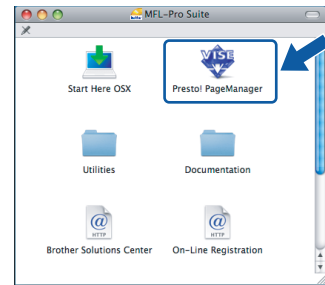 MFL-Pro Suite
VISE
Start Here OSX
Presto! PageManager
Utilities
Documentation
@
HTTP
@
HTTP
Brother Solutions Center
On-Line Registration